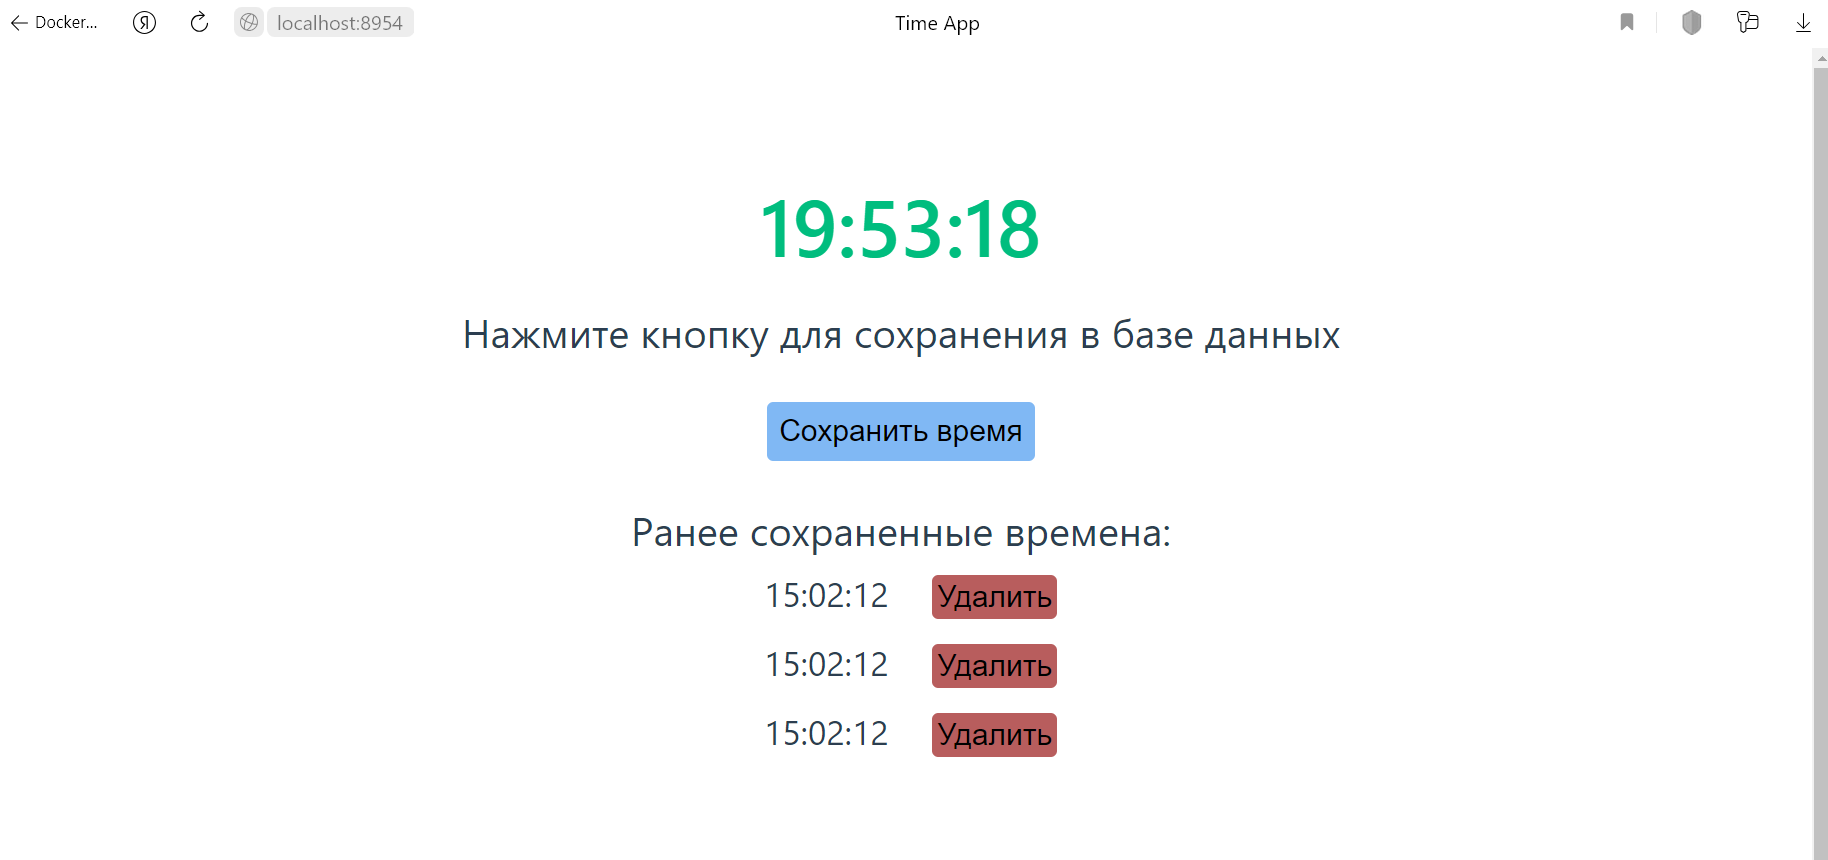 Docker... Я localhost:8954 Time App
19:53:18
Нажмите кнопку для сохранения в базе данных
Сохранить время
Ранее сохраненные времена:
15:02:12 Удалить
15:02:12 Удалить
15:02:12 Удалить